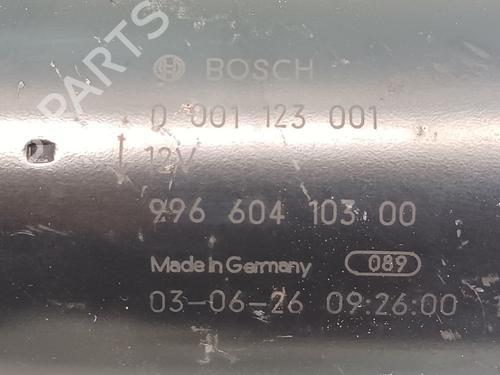 PARTS
BOSCH
0 001 123 001
12V
996 604 103 00
Made in Germany 089
03-06-26 09:26:00